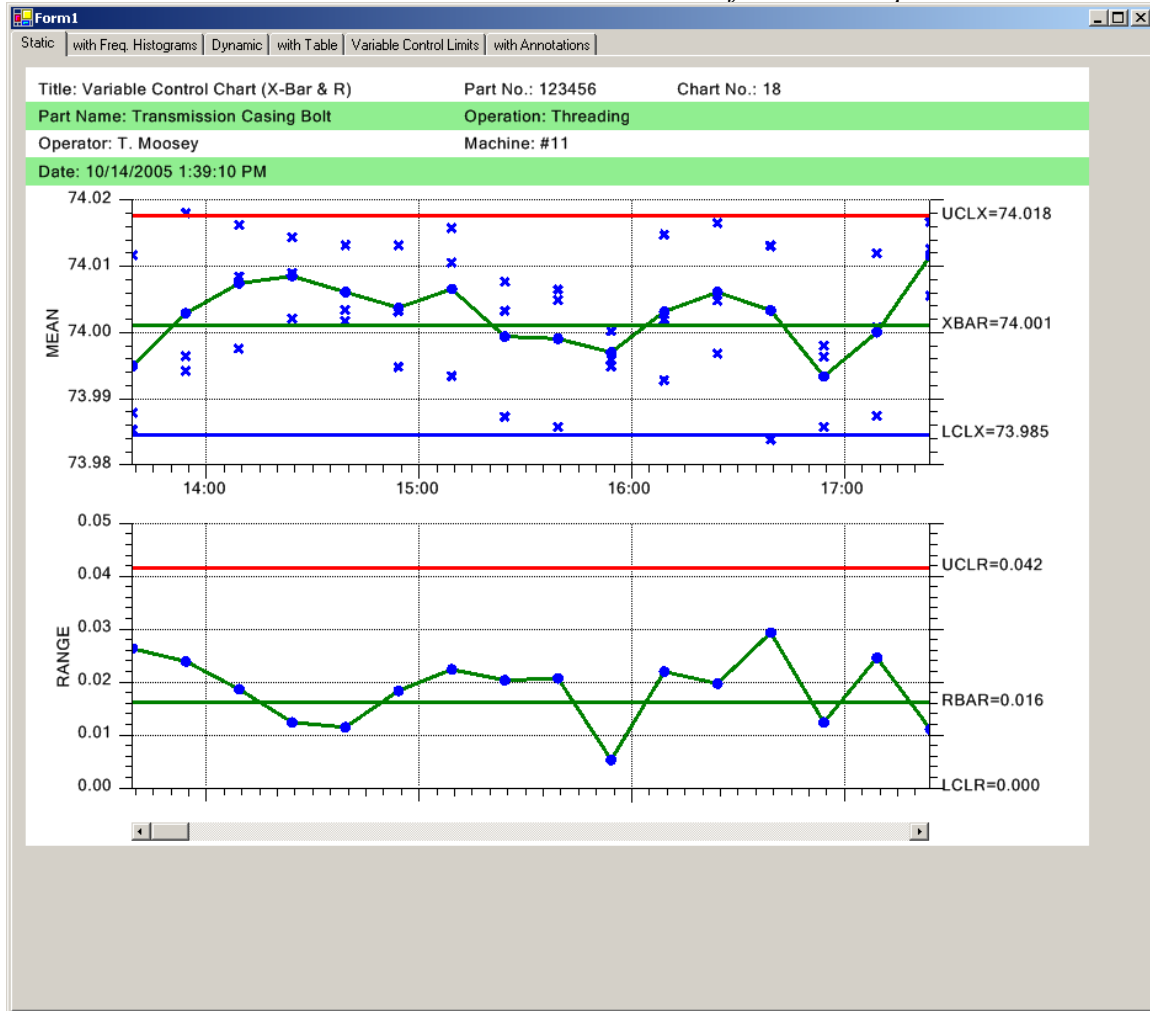 Form1
Static with Freq. Histograms Dynamic with Table Variable Control Limits with Annotations
Title: Variable Control Chart (X-Bar & R) Part No.: 123456 Chart No.: 18
Part Name: Transmission Casing Bolt Operation: Threading
Operator: T. Moosey Machine: #11
Date: 10/14/2005 1:39:10 PM
74.02
UCLX=74.018
74.01
MEAN
74.00
XBAR=74.001
73.99
LCLX=73.985
73.98
14:00 15:00 16:00 17:00
0.05
0.04
UCLR=0.042
0.03
RANGE
0.02
RBAR=0.016
0.01
0.00
LCLR=0.000